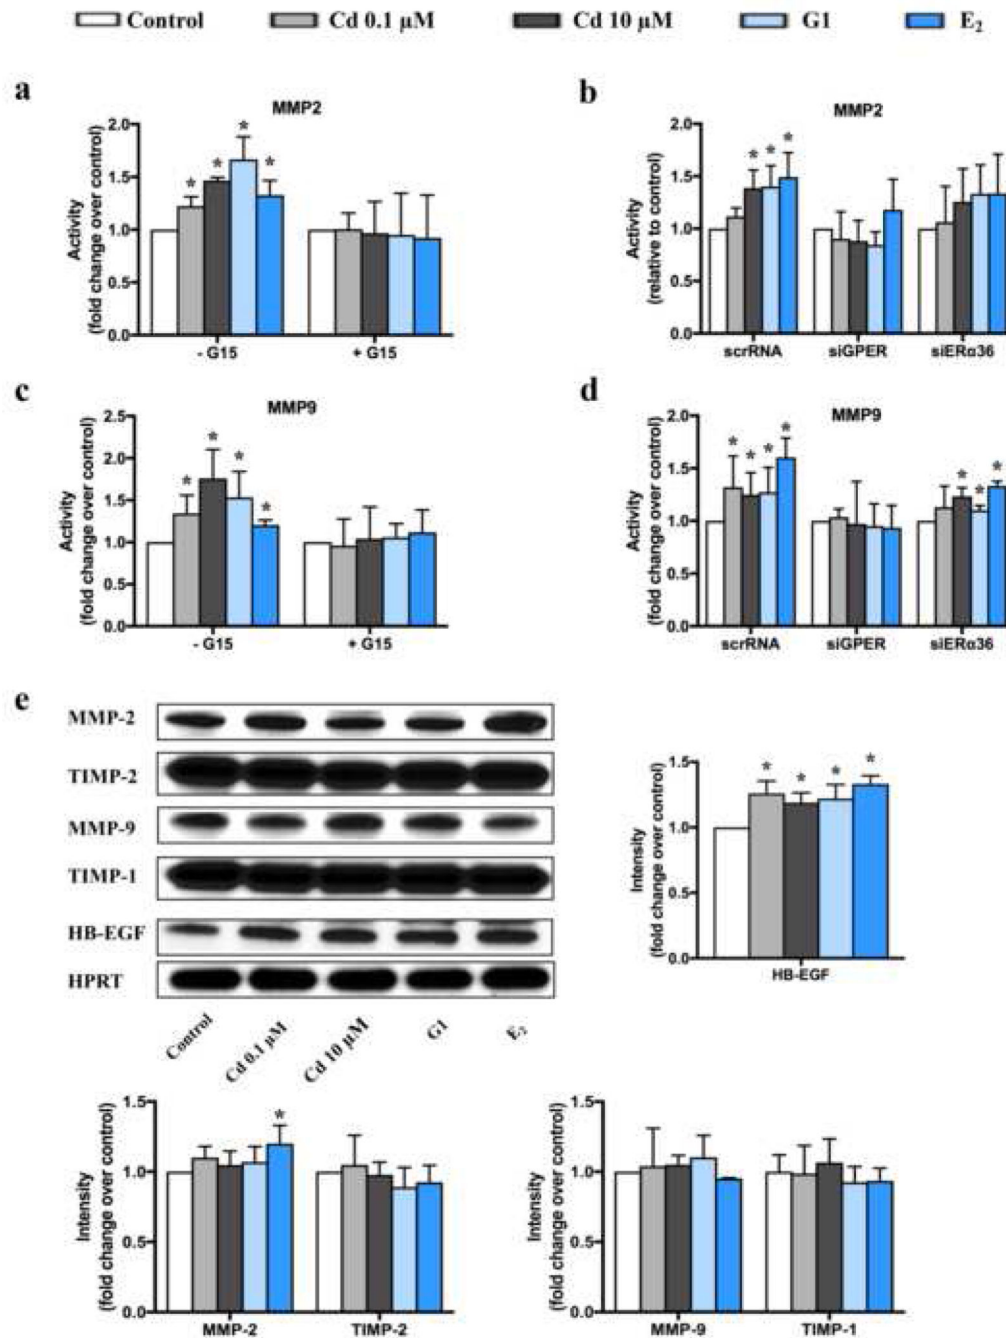 Control Cd 0.1 µM Cd 10 µM G1 E₂
a
MMP2
Activity
(fold change over control)
2.0
1.5
1.0
0.5
0.0
* * * *
- G15 + G15
b
MMP2
Activity
(relative to control)
2.0
1.5
1.0
0.5
0.0
* * *
scrRNA siGPER siERα36
c
MMP9
Activity
(fold change over control)
2.5
2.0
1.5
1.0
0.5
0.0
* * * *
- G15 + G15
d
MMP9
Activity
(fold change over control)
2.0
1.5
1.0
0.5
0.0
* * * * * * *
scrRNA siGPER siERα36
e
MMP-2
TIMP-2
MMP-9
TIMP-1
HB-EGF
HPRT
Control Cd 0.1 µM Cd 10 µM G1 E₂
Intensity
(fold change over control)
1.5
1.0
0.5
0.0
* * * *
HB-EGF
Intensity
(fold change over control)
1.5
1.0
0.5
0.0
*
MMP-2 TIMP-2
Intensity
(fold change over control)
1.5
1.0
0.5
0.0
MMP-9 TIMP-1